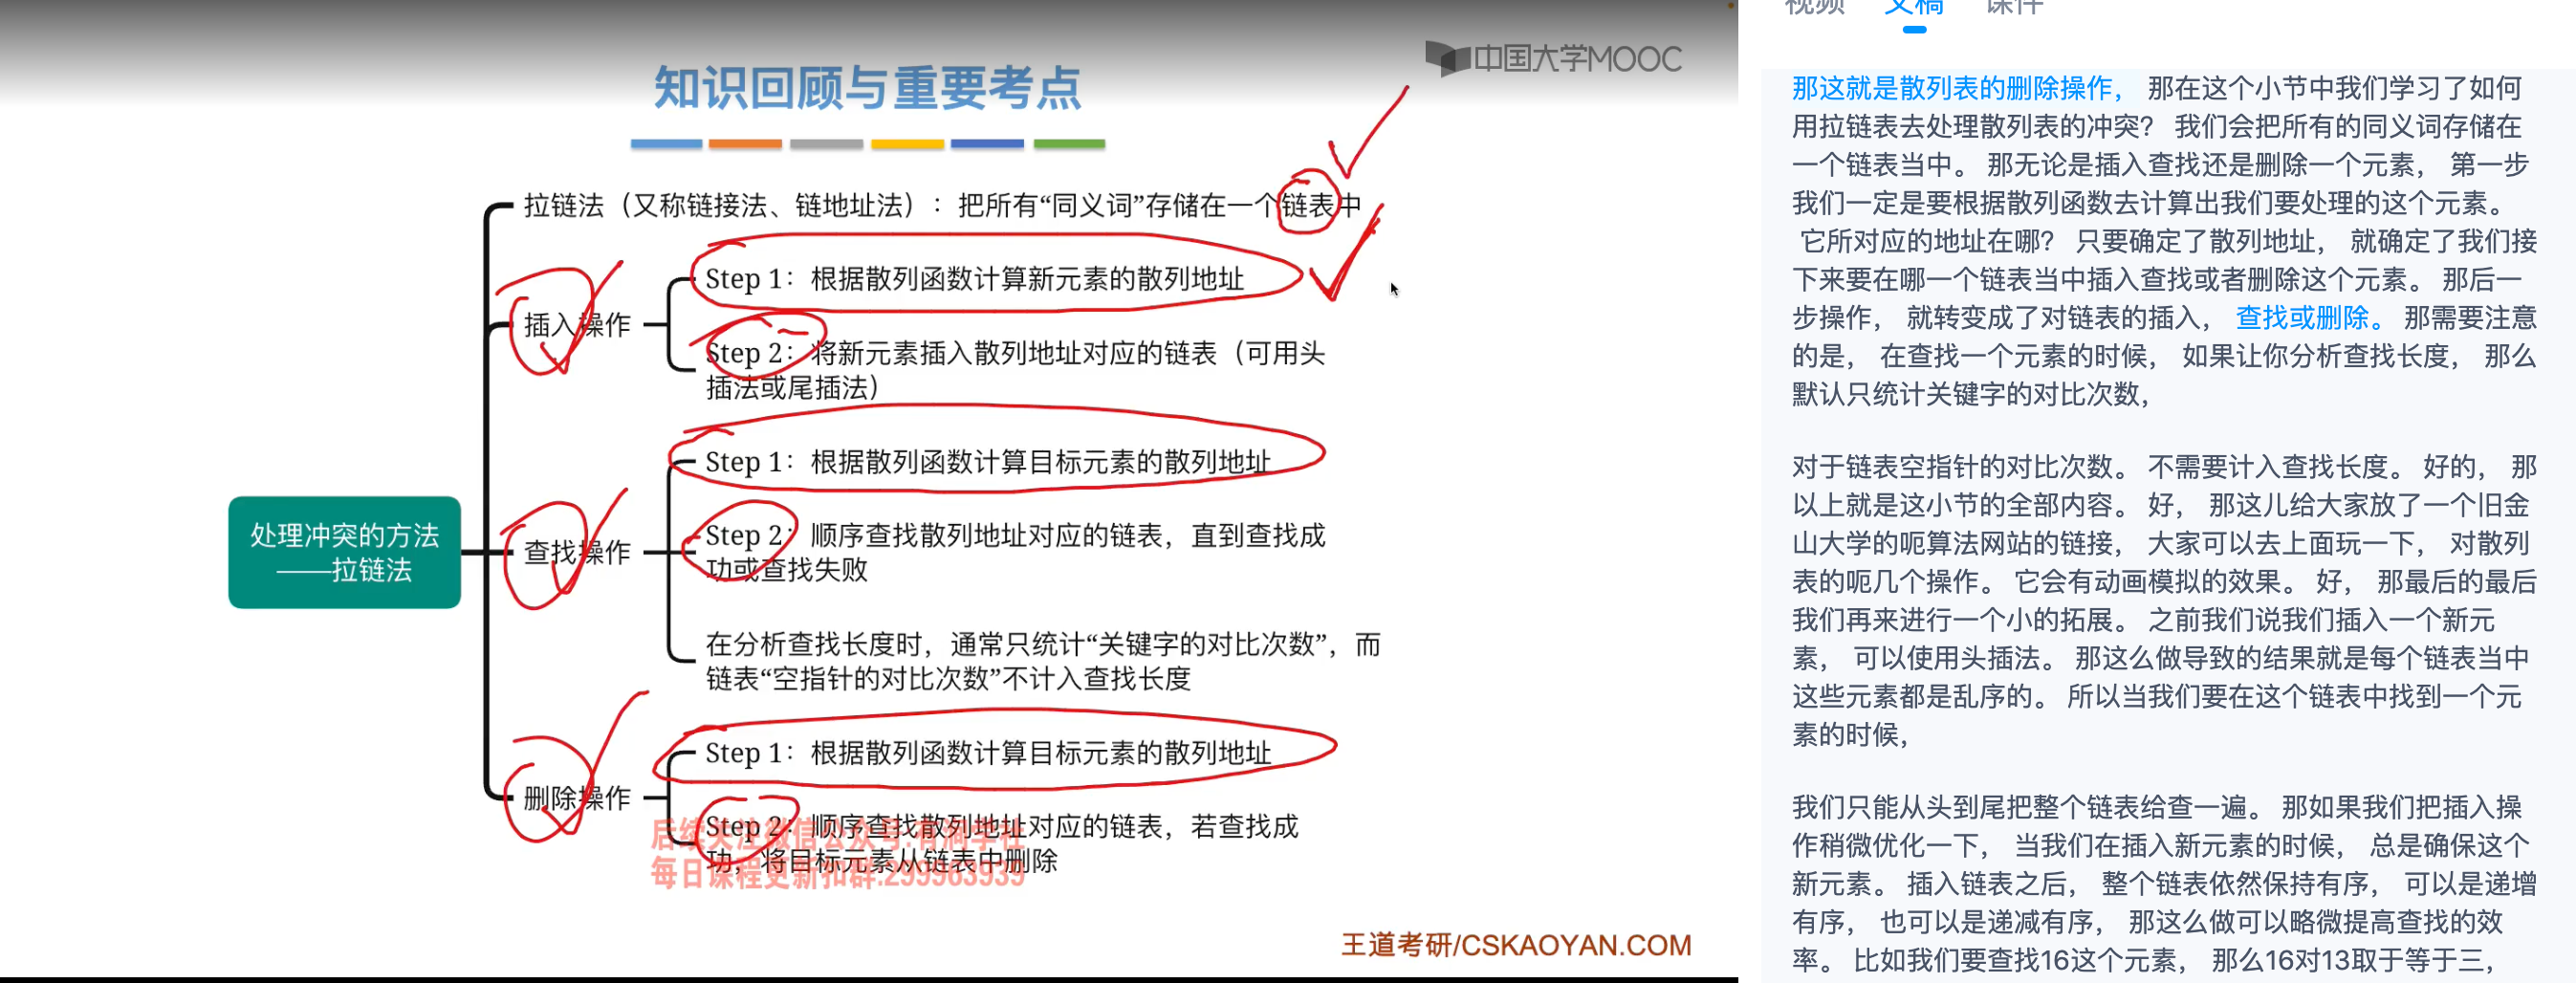 中国大学MOOC
知识回顾与重要考点
拉链法（又称链接法、链地址法）：把所有“同义词”存储在一个链表中
Step 1：根据散列函数计算新元素的散列地址
插入操作
Step 2：将新元素插入散列地址对应的链表（可用头
插法或尾插法）
Step 1：根据散列函数计算目标元素的散列地址
处理冲突的方法
——拉链法
查找操作
Step 2：顺序查找散列地址对应的链表，直到查找成
功或查找失败
在分析查找长度时，通常只统计“关键字的对比次数”，而
链表“空指针的对比次数”不计入查找长度
Step 1：根据散列函数计算目标元素的散列地址
删除操作
Step 2：顺序查找散列地址对应的链表，若查找成
功，将目标元素从链表中删除
后续关注微信公众号:有涧学社
每日课程更新扣群:299963939
王道考研/CSKAOYAN.COM
视频 文稿 课件
那这就是散列表的删除操作， 那在这个小节中我们学习了如何
用拉链表去处理散列表的冲突？ 我们会把所有的同义词存储在
一个链表当中。 那无论是插入查找还是删除一个元素， 第一步
我们一定是要根据散列函数去计算出我们要处理的这个元素。
它所对应的地址在哪？ 只要确定了散列地址， 就确定了我们接
下来要在哪一个链表当中插入查找或者删除这个元素。 那后一
步操作， 就转变成了对链表的插入， 查找或删除。 那需要注意
的是， 在查找一个元素的时候， 如果让你分析查找长度， 那么
默认只统计关键字的对比次数，
对于链表空指针的对比次数。 不需要计入查找长度。 好的， 那
以上就是这小节的全部内容。 好， 那这儿给大家放了一个旧金
山大学的呃算法网站的链接， 大家可以去上面玩一下， 对散列
表的呃几个操作。 它会有动画模拟的效果。 好， 那最后的最后
我们再来进行一个小的拓展。 之前我们说我们插入一个新元
素， 可以使用头插法。 那这么做导致的结果就是每个链表当中
这些元素都是乱序的。 所以当我们要在这个链表中找到一个元
素的时候，
我们只能从头到尾把整个链表给查一遍。 那如果我们把插入操
作稍微优化一下， 当我们在插入新元素的时候， 总是确保这个
新元素。 插入链表之后， 整个链表依然保持有序， 可以是递增
有序， 也可以是递减有序， 那这么做可以略微提高查找的效
率。 比如我们要查找16这个元素， 那么16对13取于等于三，